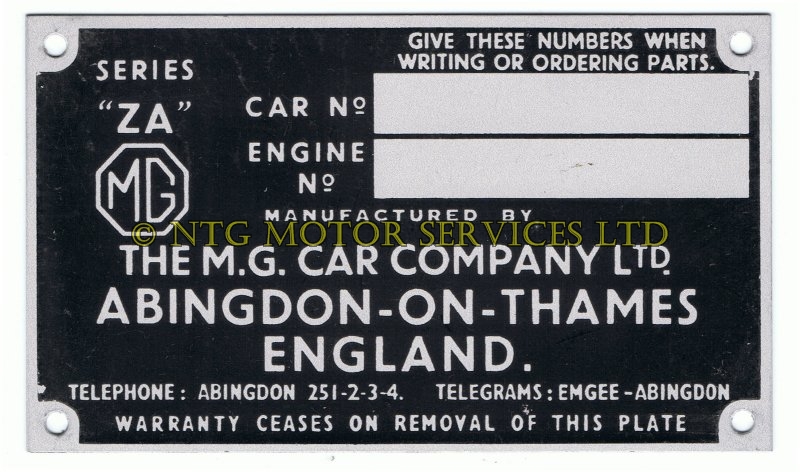 GIVE THESE NUMBERS WHEN
WRITING OR ORDERING PARTS.
SERIES
"ZA"
MG
CAR Nº
ENGINE
Nº
MANUFACTURED BY
© NTG MOTOR SERVICES LTD
THE M.G. CAR COMPANY LTD.
ABINGDON-ON-THAMES
ENGLAND.
TELEPHONE: ABINGDON 251-2-3-4. TELEGRAMS: EMGEE-ABINGDON
WARRANTY CEASES ON REMOVAL OF THIS PLATE